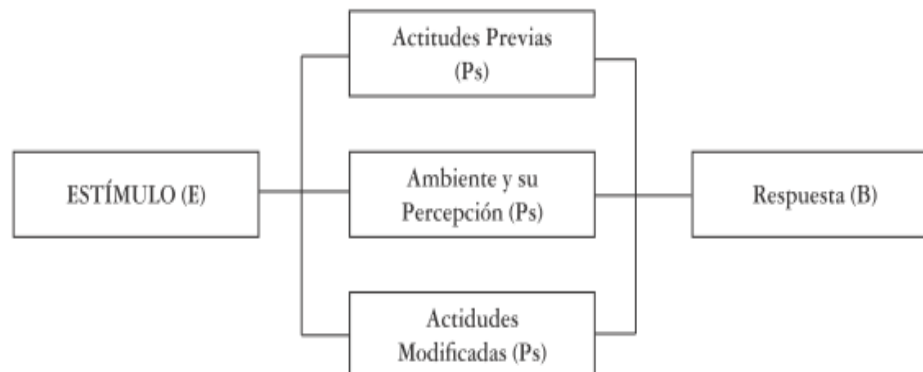 Actitudes Previas
(Ps)
ESTÍMULO (E)
Ambiente y su
Percepción (Ps)
Respuesta (B)
Actidudes
Modificadas (Ps)